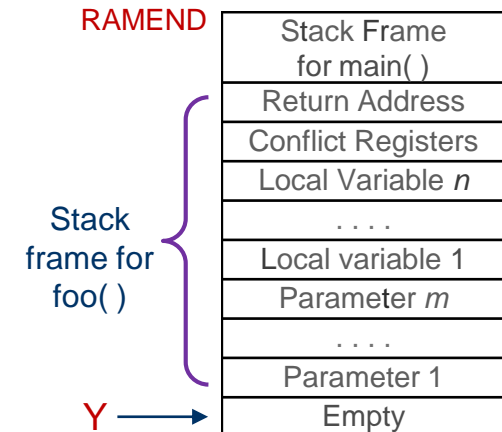 RAMEND
Stack Frame
for main( )
Return Address
Conflict Registers
Local Variable n
. . . .
Local variable 1
Parameter m
. . . .
Parameter 1
Empty
Stack
frame for
foo( )
Y